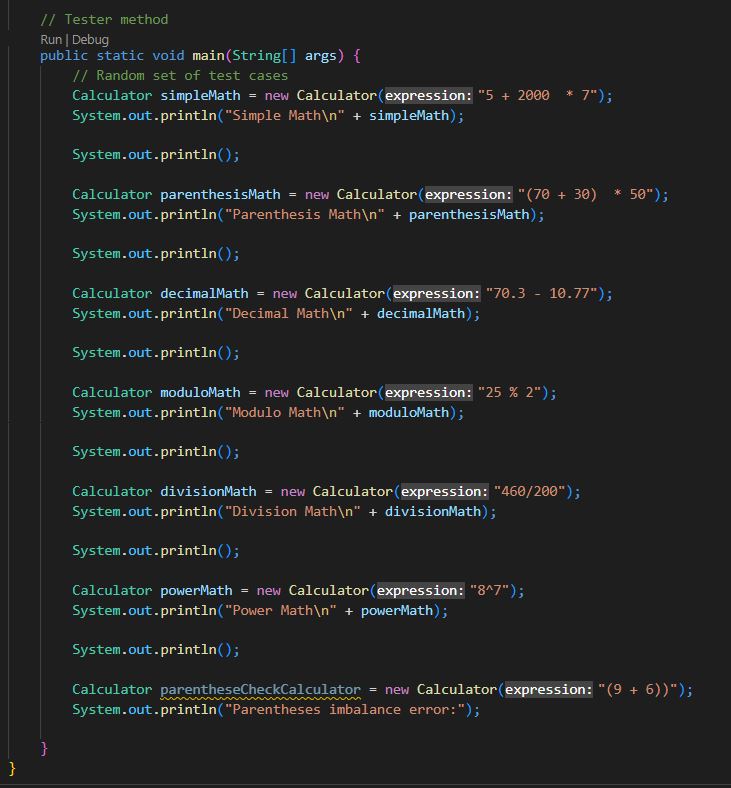 // Tester method
Run | Debug
public static void main(String[] args) {
// Random set of test cases
Calculator simpleMath = new Calculator(expression: "5 + 2000  * 7");
System.out.println("Simple Math\n" + simpleMath);
System.out.println();
Calculator parenthesisMath = new Calculator(expression: "(70 + 30)  * 50");
System.out.println("Parenthesis Math\n" + parenthesisMath);
System.out.println();
Calculator decimalMath = new Calculator(expression: "70.3 - 10.77");
System.out.println("Decimal Math\n" + decimalMath);
System.out.println();
Calculator moduloMath = new Calculator(expression: "25 % 2");
System.out.println("Modulo Math\n" + moduloMath);
System.out.println();
Calculator divisionMath = new Calculator(expression: "460/200");
System.out.println("Division Math\n" + divisionMath);
System.out.println();
Calculator powerMath = new Calculator(expression: "8^7");
System.out.println("Power Math\n" + powerMath);
System.out.println();
Calculator parentheseCheckCalculator = new Calculator(expression: "(9 + 6))");
System.out.println("Parentheses imbalance error:");
}
}